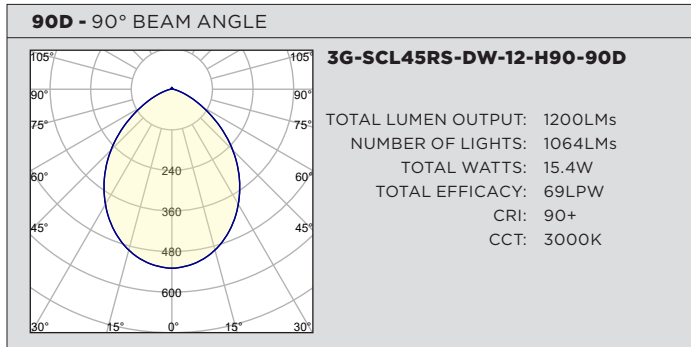 90D - 90° BEAM ANGLE
105° 105°
90° 90°
75° 75°
60° 60°
45° 45°
30° 15° 0° 15° 30°
240
360
480
600
3G-SCL45RS-DW-12-H90-90D
TOTAL LUMEN OUTPUT: 1200LMs
NUMBER OF LIGHTS: 1064LMs
TOTAL WATTS: 15.4W
TOTAL EFFICACY: 69LPW
CRI: 90+
CCT: 3000K